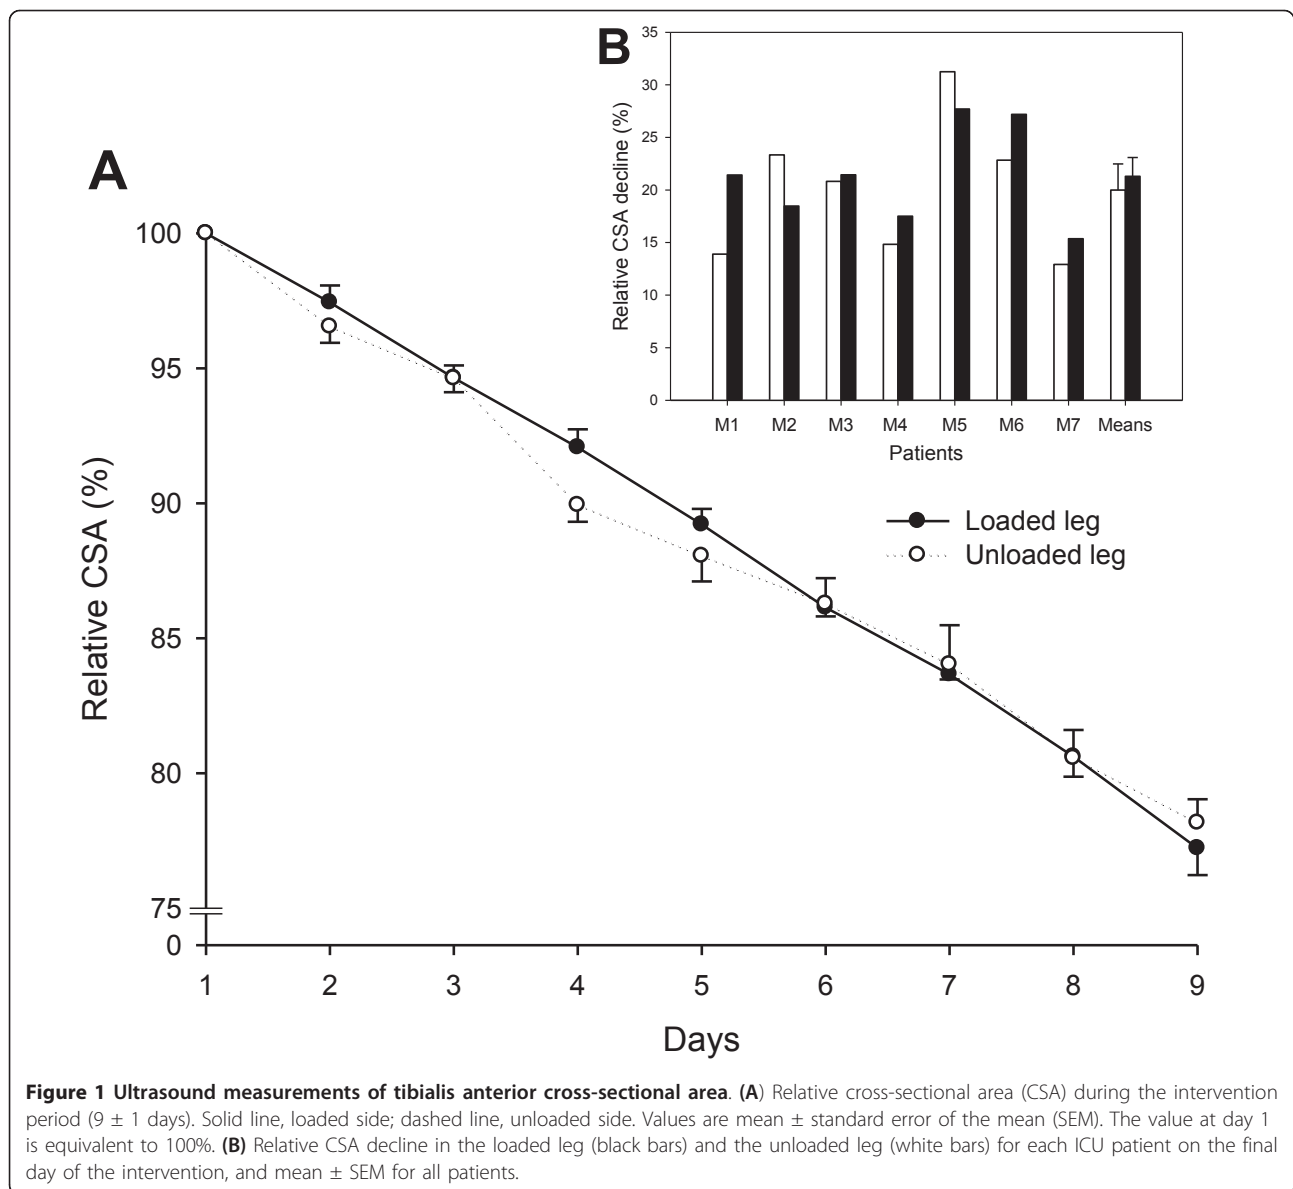 B
35
30
25
20
15
10
5
0
Relative CSA decline (%)
M1 M2 M3 M4 M5 M6 M7 Means
Patients
A
100
95
90
85
80
75
0
Relative CSA (%)
Loaded leg
Unloaded leg
1 2 3 4 5 6 7 8 9
Days
Figure 1 Ultrasound measurements of tibialis anterior cross-sectional area. (A) Relative cross-sectional area (CSA) during the intervention
period (9 ± 1 days). Solid line, loaded side; dashed line, unloaded side. Values are mean ± standard error of the mean (SEM). The value at day 1
is equivalent to 100%. (B) Relative CSA decline in the loaded leg (black bars) and the unloaded leg (white bars) for each ICU patient on the final
day of the intervention, and mean ± SEM for all patients.